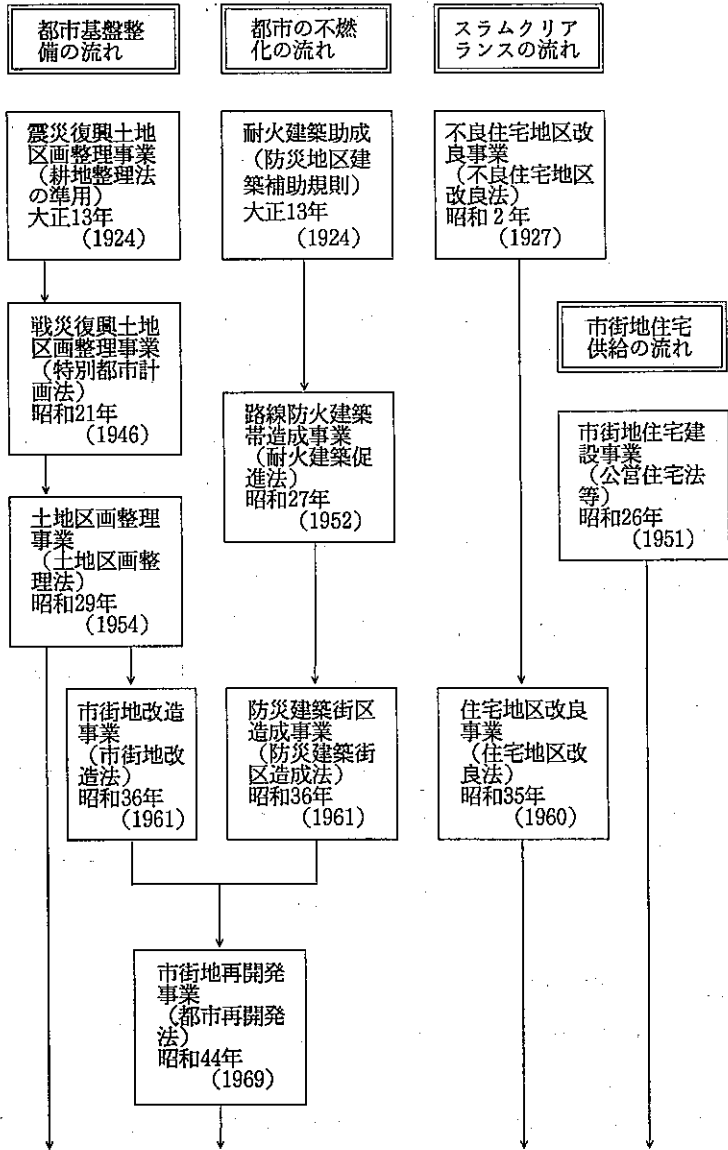 都市基盤整
備の流れ
都市の不燃
化の流れ
スラムクリア
ランスの流れ
震災復興土地
区画整理事業
（耕地整理法
の準用）
大正13年
（1924）
耐火建築助成
（防災地区建
築補助規則）
大正13年
（1924）
不良住宅地区改
良事業
（不良住宅地区
改良法）
昭和2年
（1927）
戦災復興土地
区画整理事業
（特別都市計
画法）
昭和21年
（1946）
市街地住宅
供給の流れ
路線防火建築
帯造成事業
（耐火建築促
進法）
昭和27年
（1952）
市街地住宅建
設事業
（公営住宅法
等）
昭和26年
（1951）
土地区画整理
事業
（土地区画整
理法）
昭和29年
（1954）
市街地改造
事業
（市街地改
造法）
昭和36年
（1961）
防災建築街区
造成事業
（防災建築街
区造成法）
昭和36年
（1961）
住宅地区改良
事業
（住宅地区改
良法）
昭和35年
（1960）
市街地再開発
事業
（都市再開発
法）
昭和44年
（1969）